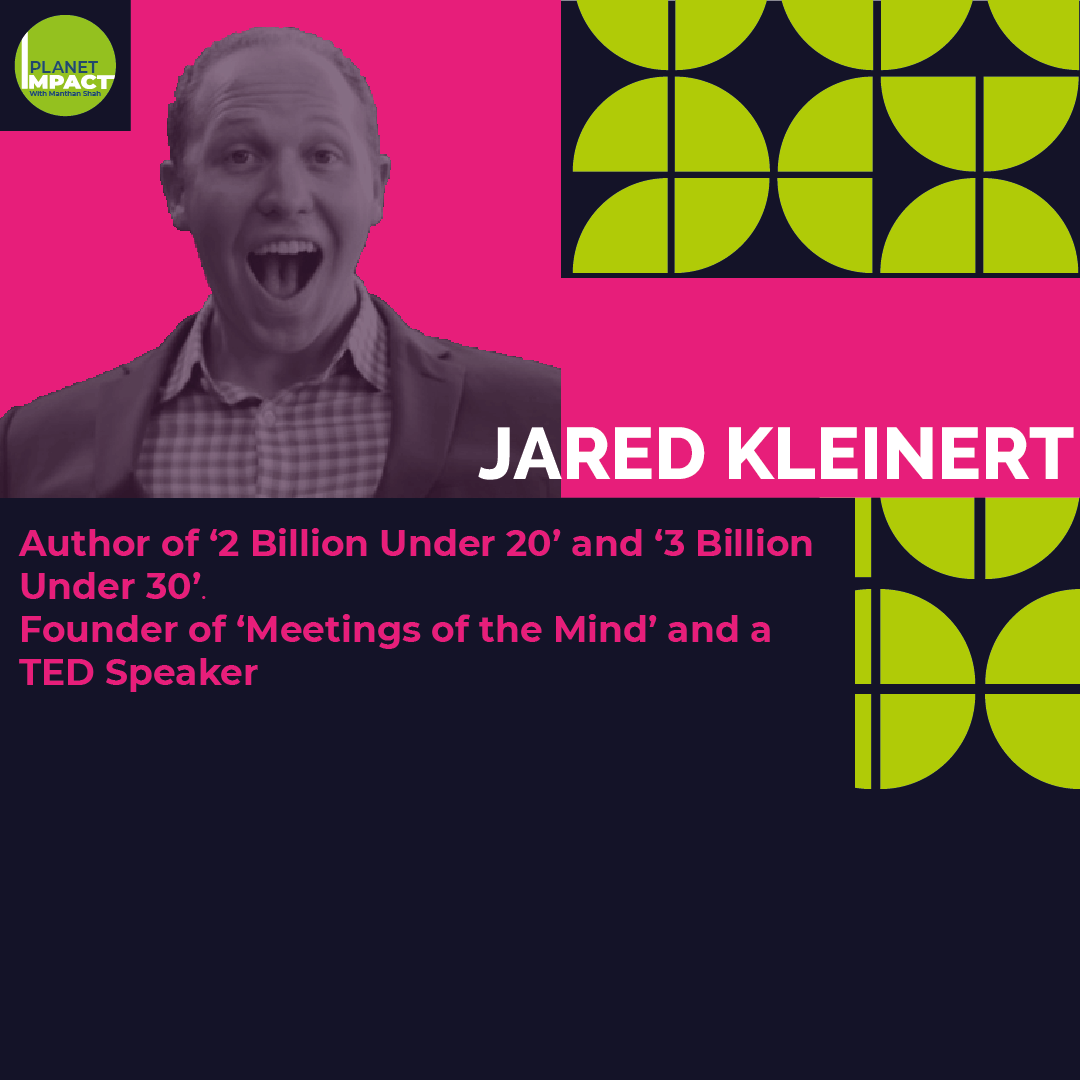 PLANET
IMPACT
With Manthan Shah
JARED KLEINERT
Author of ‘2 Billion Under 20’ and ‘3 Billion
Under 30’.
Founder of ‘Meetings of the Mind’ and a
TED Speaker